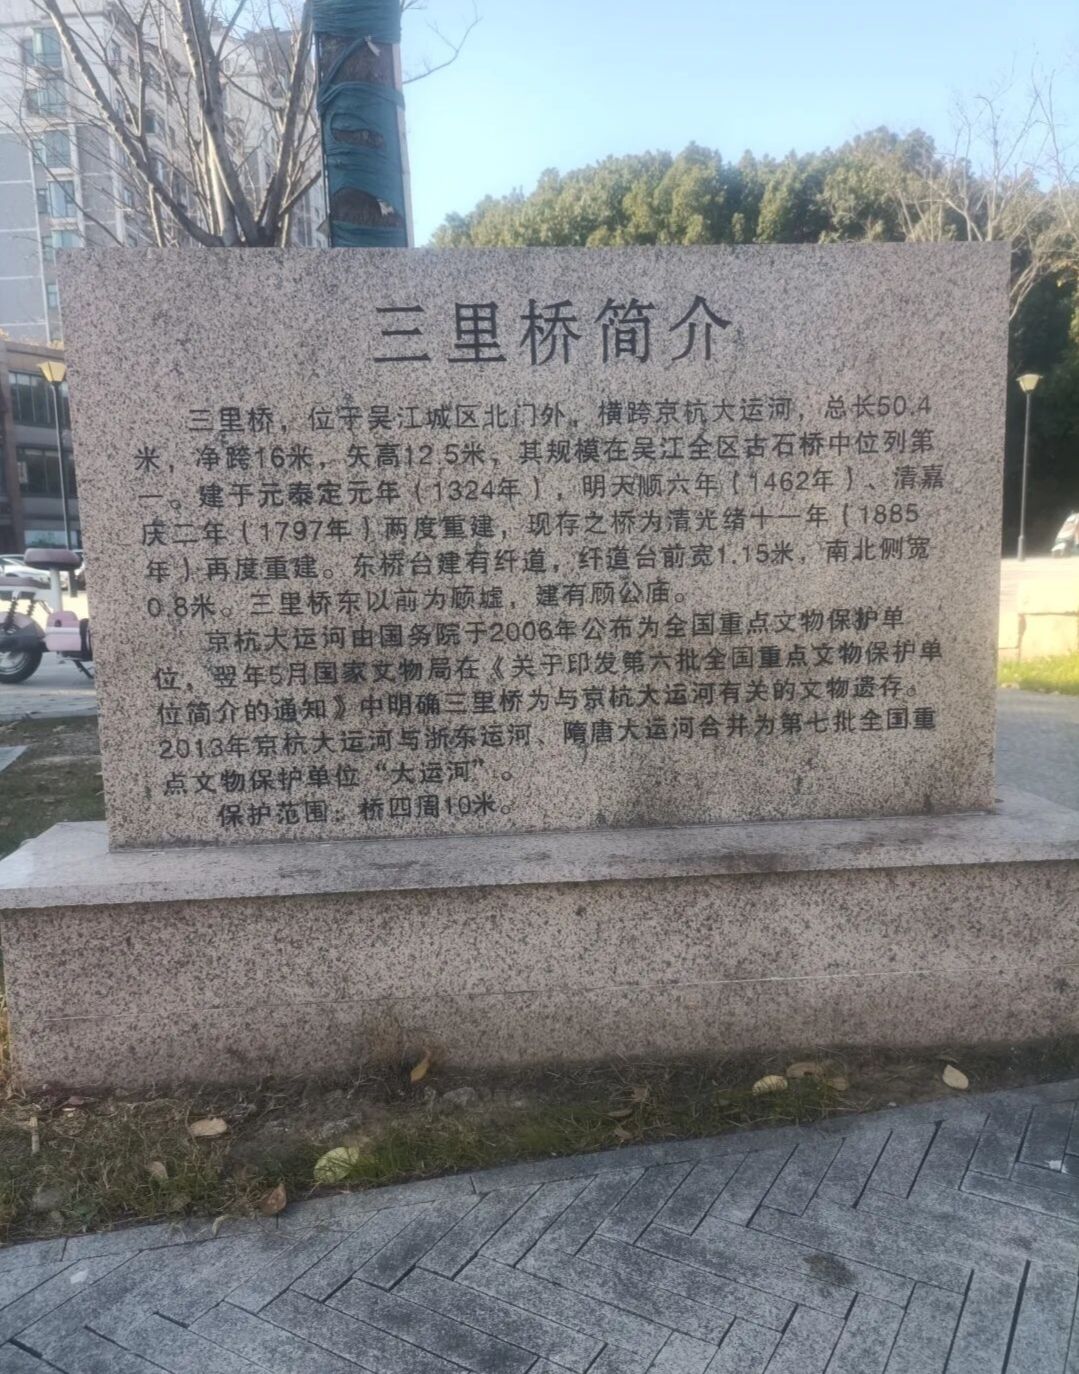 三里桥简介
三里桥，位于吴江城区北门外，横跨京杭大运河，总长50.4
米，净跨16米，矢高12.5米，其规模在吴江全区古石桥中位列第
一。建于元泰定元年（1324年），明天顺六年（1462年）、清嘉
庆二年（1797年）两度重建，现存之桥为清光绪十一年（1885
年）再度重建。东桥台建有纤道，纤道台前宽1.15米，南北侧宽
0.8米。三里桥东以前为顾墟，建有顾公庙。
京杭大运河由国务院于2006年公布为全国重点文物保护单
位，翌年5月国家文物局在《关于印发第六批全国重点文物保护单
位简介的通知》中明确三里桥为与京杭大运河有关的文物遗存。
2013年京杭大运河与浙东运河、隋唐大运河合并为第七批全国重
点文物保护单位“大运河”。
保护范围：桥四周10米。